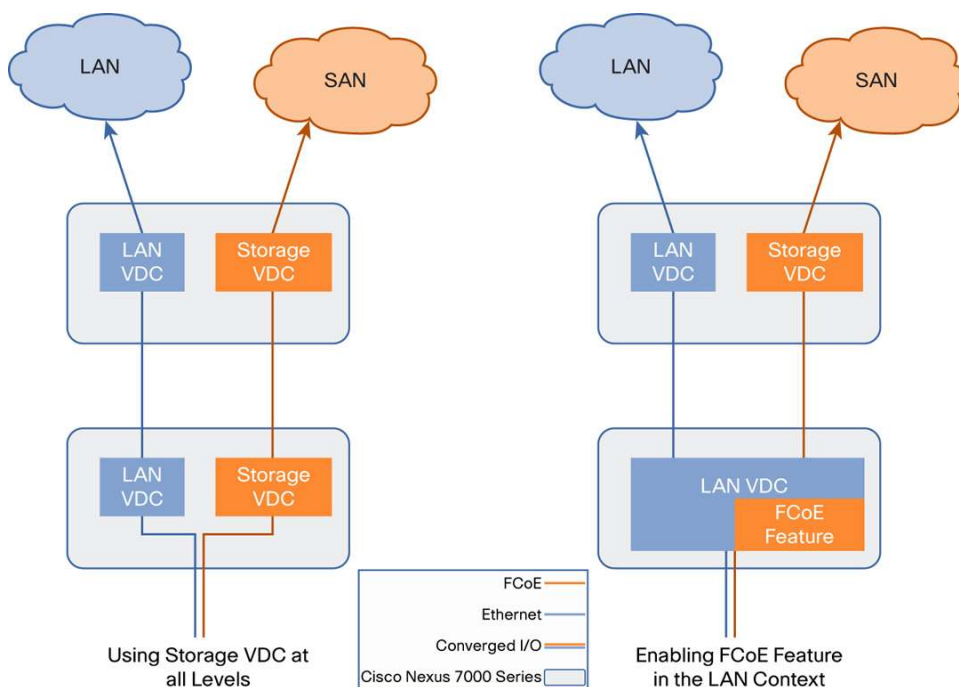 LAN
SAN
LAN
VDC
Storage
VDC
LAN
VDC
Storage
VDC
Using Storage VDC at
all Levels
LAN
SAN
LAN
VDC
Storage
VDC
LAN VDC
FCoE
Feature
Enabling FCoE Feature
in the LAN Context
FCoE
Ethernet
Converged I/O
Cisco Nexus 7000 Series